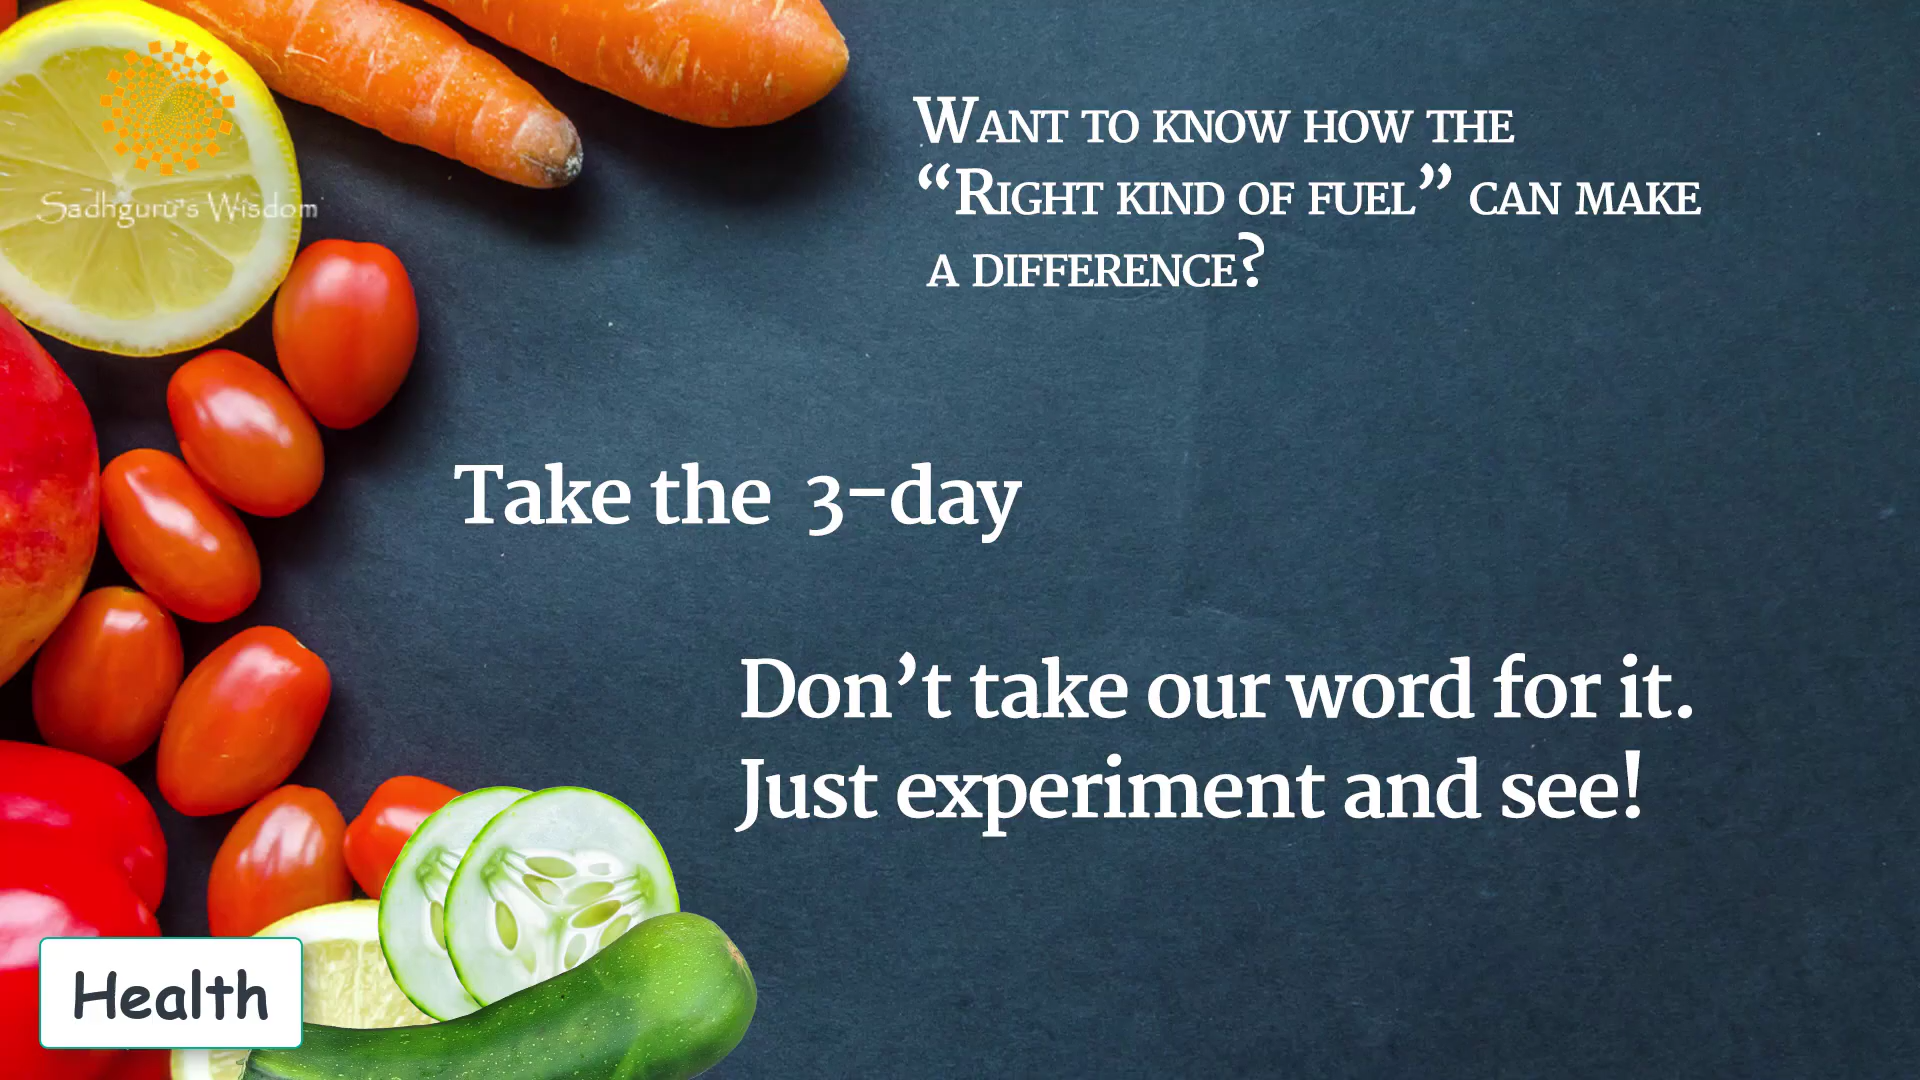 Sadhguru's Wisdom
Want to know how the
“Right kind of fuel” can make
a difference?
Take the 3-day
Don’t take our word for it.
Just experiment and see!
Health